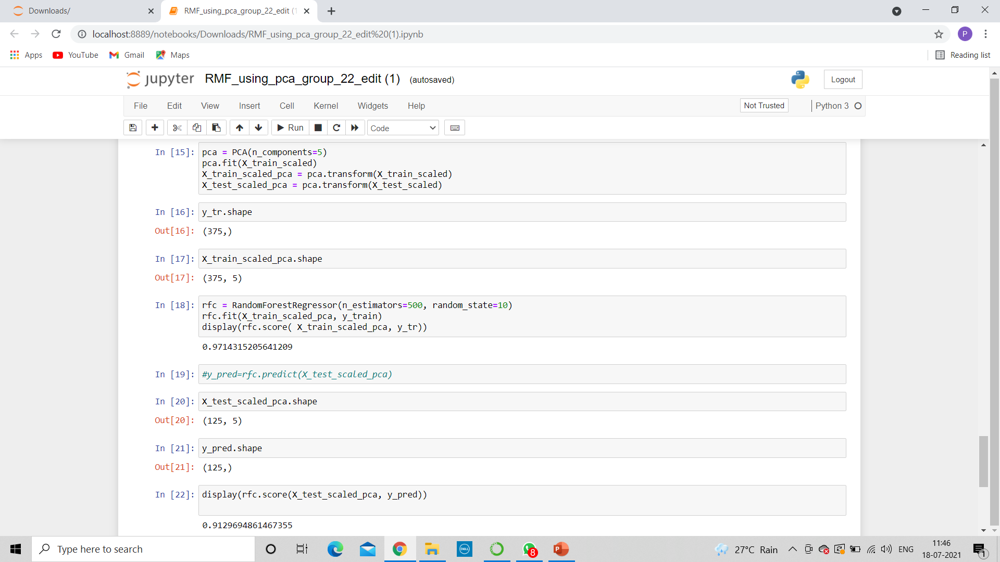 Downloads/
RMF_using_pca_group_22_edit (1
localhost:8889/notebooks/Downloads/RMF_using_pca_group_22_edit%20(1).ipynb
P
Apps
YouTube
Gmail
Maps
Reading list
jupyter
RMF_using_pca_group_22_edit (1)
(autosaved)
Logout
File
Edit
View
Insert
Cell
Kernel
Widgets
Help
Not Trusted
Python 3
Run
Code
In [15]:
pca = PCA(n_components=5)
pca.fit(X_train_scaled)
X_train_scaled_pca = pca.transform(X_train_scaled)
X_test_scaled_pca = pca.transform(X_test_scaled)
In [16]:
y_tr.shape
Out[16]:
(375,)
In [17]:
X_train_scaled_pca.shape
Out[17]:
(375, 5)
In [18]:
rfc = RandomForestRegressor(n_estimators=500, random_state=10)
rfc.fit(X_train_scaled_pca, y_train)
display(rfc.score( X_train_scaled_pca, y_tr))
0.9714315205641209
In [19]:
#y_pred=rfc.predict(X_test_scaled_pca)
In [20]:
X_test_scaled_pca.shape
Out[20]:
(125, 5)
In [21]:
y_pred.shape
Out[21]:
(125,)
In [22]:
display(rfc.score(X_test_scaled_pca, y_pred))
0.9129694861467355
Type here to search
DELL
8
P
27°C Rain
ENG
11:46
18-07-2021
1